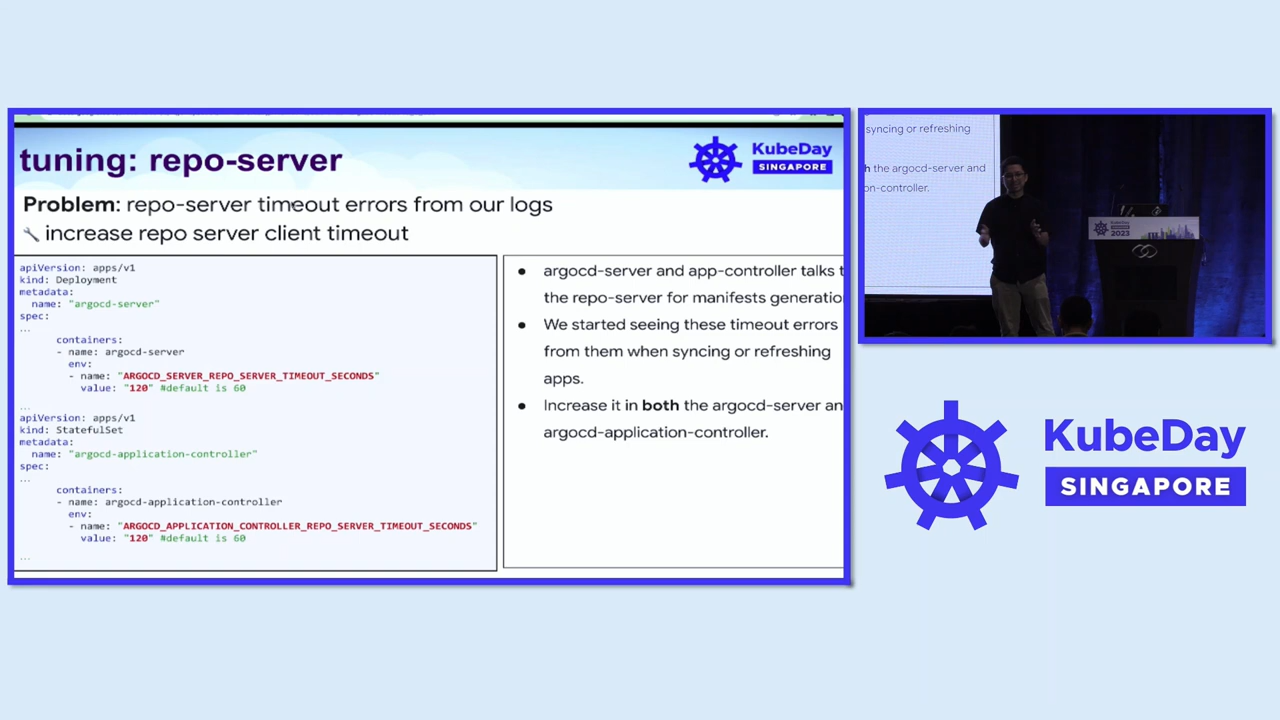 tuning: repo-server
KubeDay
SINGAPORE
Problem: repo-server timeout errors from our logs
increase repo server client timeout
apiVersion: apps/v1
kind: Deployment
metadata:
name: "argocd-server"
spec:
...
containers:
- name: argocd-server
env:
- name: "ARGOCD_SERVER_REPO_SERVER_TIMEOUT_SECONDS"
value: "120" #default is 60
...
apiVersion: apps/v1
kind: StatefulSet
metadata:
name: "argocd-application-controller"
spec:
...
containers:
- name: argocd-application-controller
env:
- name: "ARGOCD_APPLICATION_CONTROLLER_REPO_SERVER_TIMEOUT_SECONDS"
value: "120" #default is 60
...
● argocd-server and app-controller talks t
the repo-server for manifests generatio
● We started seeing these timeout errors
from them when syncing or refreshing
apps.
● Increase it in both the argocd-server an
argocd-application-controller.
syncing or refreshing
h the argocd-server and
on-controller.
KubeDay
SINGAPORE
2023
KubeDay
SINGAPORE